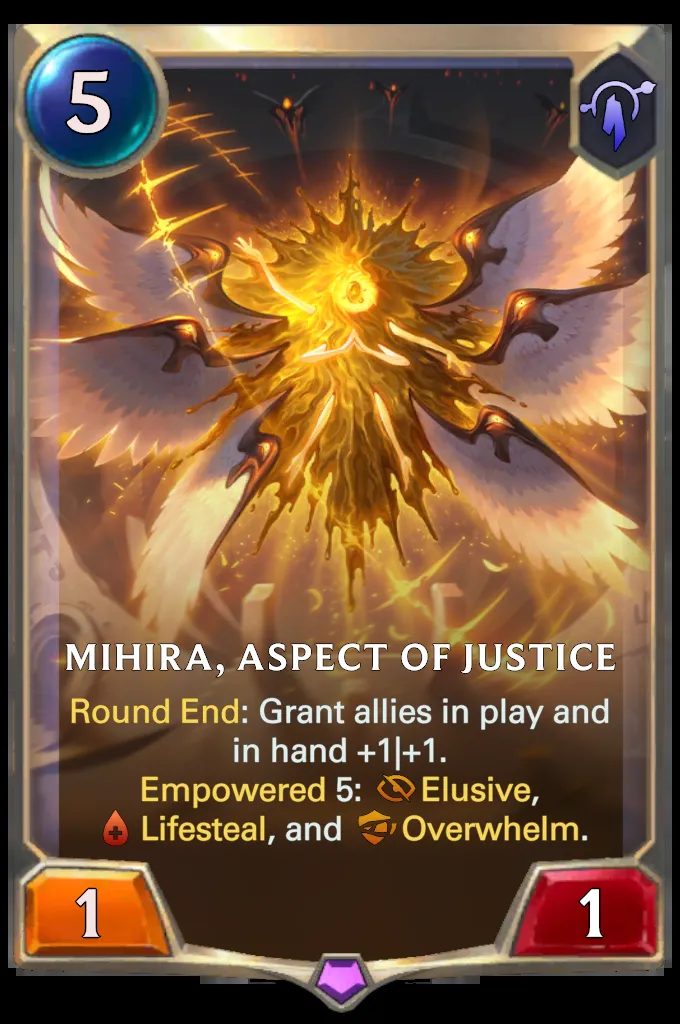 5
MIHIRA, ASPECT OF JUSTICE
Round End: Grant allies in play and
in hand +1|+1.
Empowered 5: Elusive,
Lifesteal, and Overwhelm.
1
1